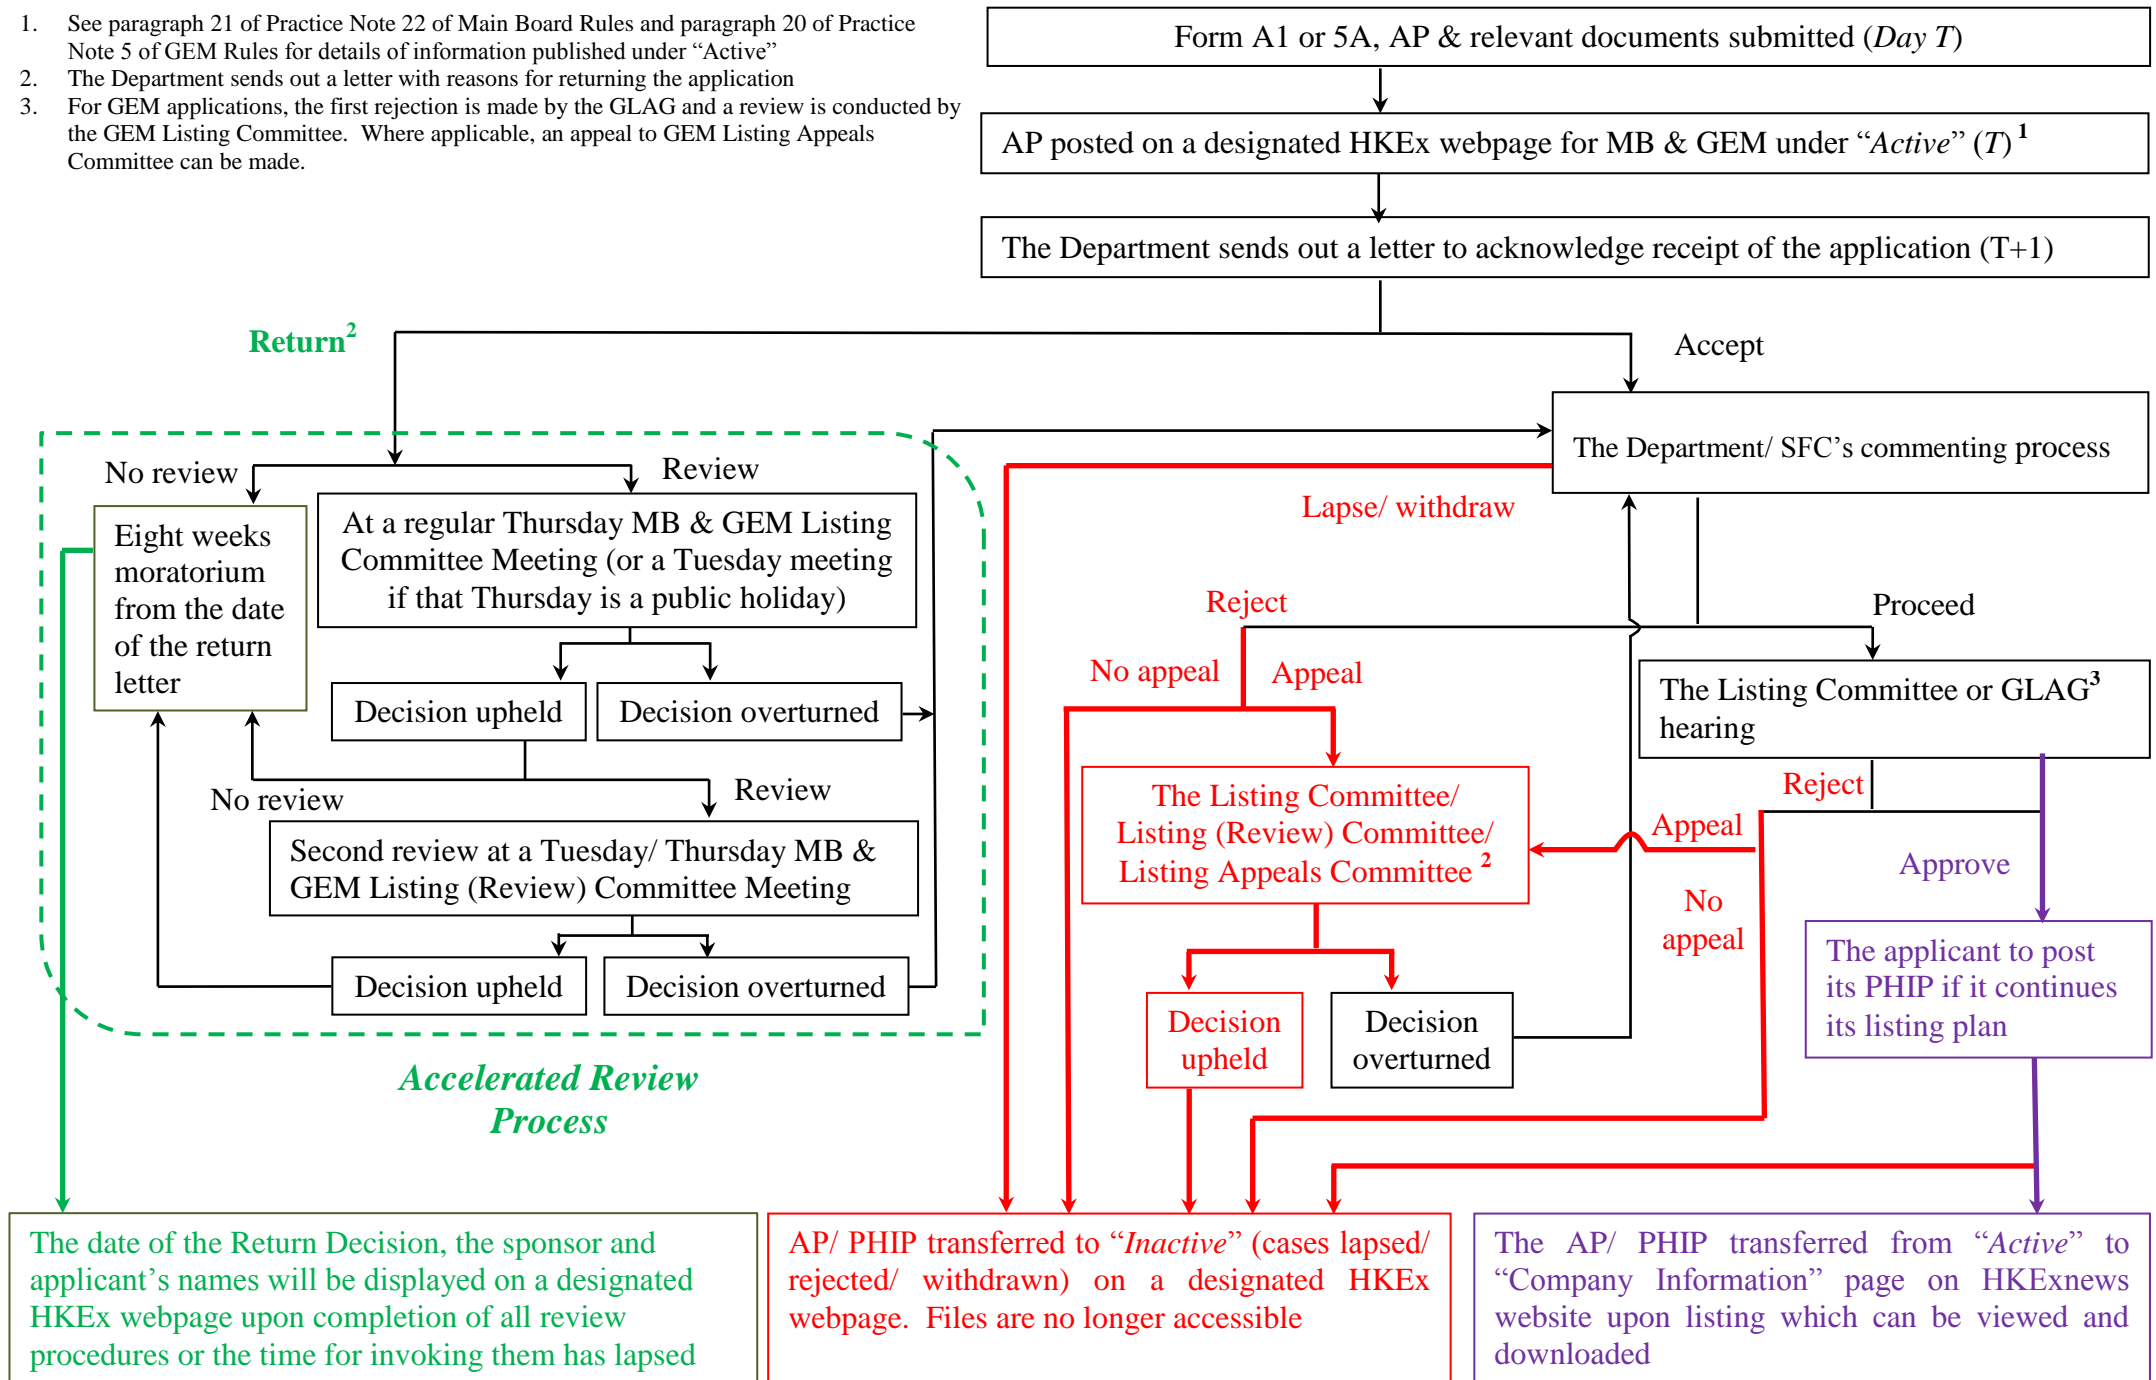 1. See paragraph 21 of Practice Note 22 of Main Board Rules and paragraph 20 of Practice
Note 5 of GEM Rules for details of information published under “Active”
2. The Department sends out a letter with reasons for returning the application
3. For GEM applications, the first rejection is made by the GLAG and a review is conducted by
the GEM Listing Committee. Where applicable, an appeal to GEM Listing Appeals
Committee can be made.
Form A1 or 5A, AP & relevant documents submitted (Day T)
AP posted on a designated HKEx webpage for MB & GEM under “Active” (T) 1
The Department sends out a letter to acknowledge receipt of the application (T+1)
Return2
Accept
The Department/ SFC’s commenting process
No review
Review
Eight weeks
moratorium
from the date
of the return
letter
At a regular Thursday MB & GEM Listing
Committee Meeting (or a Tuesday meeting
if that Thursday is a public holiday)
Decision upheld
Decision overturned
No review
Review
Second review at a Tuesday/ Thursday MB &
GEM Listing (Review) Committee Meeting
Decision upheld
Decision overturned
Accelerated Review
Process
Lapse/ withdraw
Reject
Proceed
No appeal
Appeal
The Listing Committee or GLAG3
hearing
The Listing Committee/
Listing (Review) Committee/
Listing Appeals Committee 2
Reject
Appeal
Approve
No
appeal
Decision
upheld
Decision
overturned
The applicant to post
its PHIP if it continues
its listing plan
The date of the Return Decision, the sponsor and
applicant’s names will be displayed on a designated
HKEx webpage upon completion of all review
procedures or the time for invoking them has lapsed
AP/ PHIP transferred to “Inactive” (cases lapsed/
rejected/ withdrawn) on a designated HKEx
webpage. Files are no longer accessible
The AP/ PHIP transferred from “Active” to
“Company Information” page on HKExnews
website upon listing which can be viewed and
downloaded